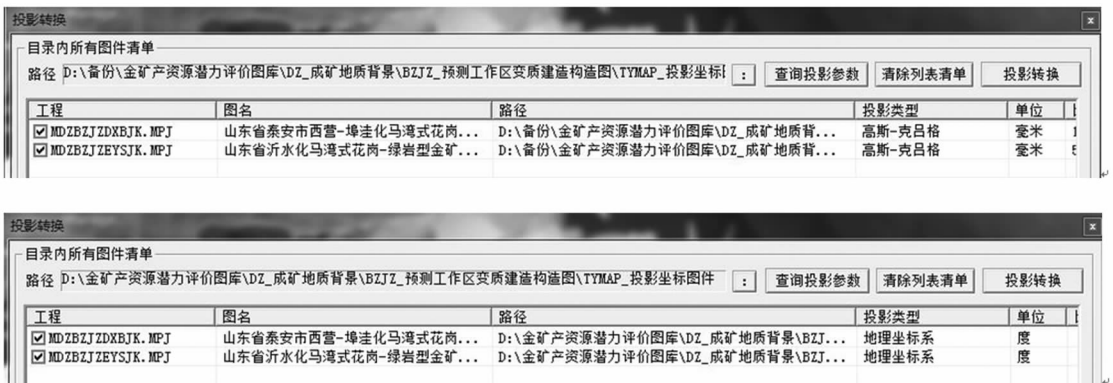 投影转换
目录内所有图件清单
路径 D:\备份\金矿产资源潜力评价图库\DZ_成矿地质背景\BZJZ_预测工作区变质建造构造图\TYMAP_投影坐标 : 查询投影参数 清除列表清单 投影转换
工程 图名 路径 投影类型 单位
MDZBZJZDXBJK.MPJ 山东省泰安市西营-埠洼化马湾式花岗... D:\备份\金矿产资源潜力评价图库\DZ_成矿地质背... 高斯-克吕格 毫米
MDZBZJZEYSJK.MPJ 山东省沂水化马湾式花岗-绿岩型金矿... D:\备份\金矿产资源潜力评价图库\DZ_成矿地质背... 高斯-克吕格 毫米
投影转换
目录内所有图件清单
路径 D:\金矿产资源潜力评价图库\DZ_成矿地质背景\BZJZ_预测工作区变质建造构造图\TYMAP_投影坐标图件 : 查询投影参数 清除列表清单 投影转换
工程 图名 路径 投影类型 单位
MDZBZJZDXBJK.MPJ 山东省泰安市西营-埠洼化马湾式花岗... D:\金矿产资源潜力评价图库\DZ_成矿地质背景\BZJ... 地理坐标系 度
MDZBZJZEYSJK.MPJ 山东省沂水化马湾式花岗-绿岩型金矿... D:\金矿产资源潜力评价图库\DZ_成矿地质背景\BZJ... 地理坐标系 度